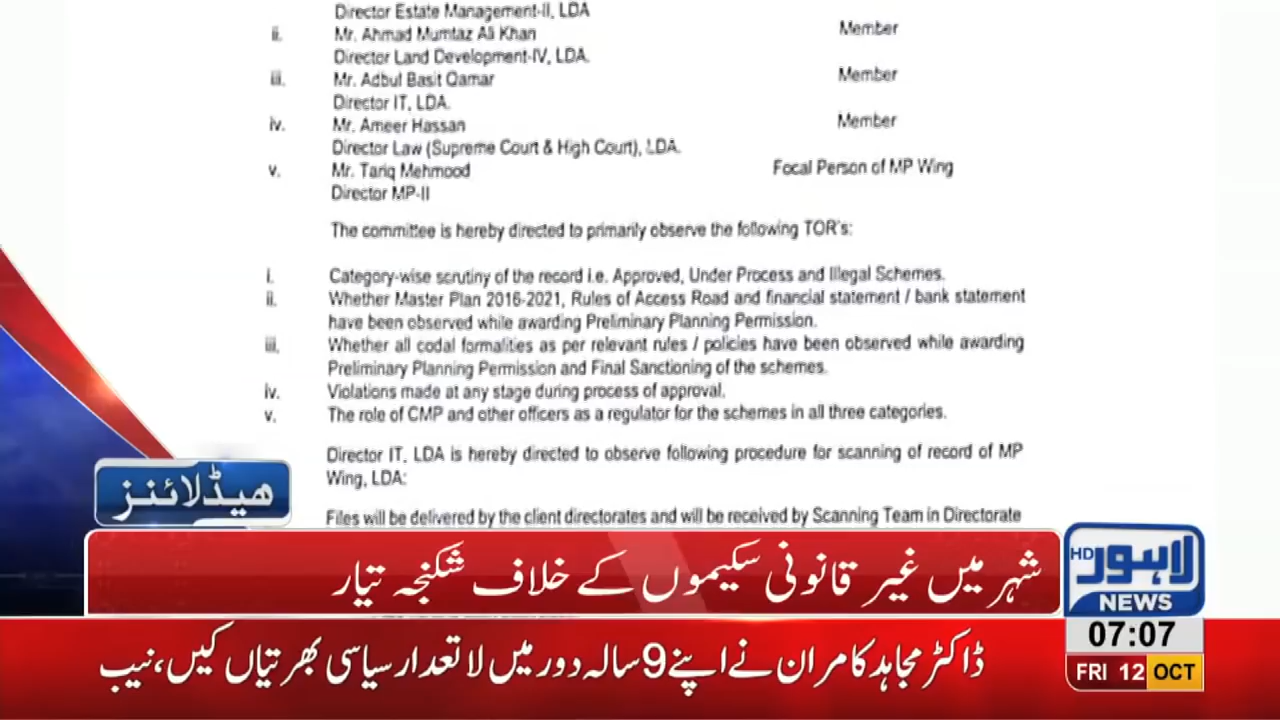 Director Estate Management-II, LDA
ii. Mr. Ahmad Mumtaz Ali Khan Member
Director Land Development-IV, LDA.
iii. Mr. Adbul Basit Qamar Member
Director IT, LDA.
iv. Mr. Ameer Hassan Member
Director Law (Supreme Court & High Court), LDA.
v. Mr. Tariq Mehmood Focal Person of MP Wing
Director MP-II
The committee is hereby directed to primarily observe the following TOR's:
i. Category-wise scrutiny of the record i.e. Approved, Under Process and Illegal Schemes.
ii. Whether Master Plan 2016-2021, Rules of Access Road and financial statement / bank statement
have been observed while awarding Preliminary Planning Permission.
iii. Whether all codal formalities as per relevant rules / policies have been observed while awarding
Preliminary Planning Permission and Final Sanctioning of the schemes.
iv. Violations made at any stage during process of approval.
v. The role of CMP and other officers as a regulator for the schemes in all three categories.
Director IT, LDA is hereby directed to observe following procedure for scanning of record of MP
Wing, LDA:
Files will be delivered by the client directorates and will be received by Scanning Team in Directorate
ھیڈلائنز
شہر میں غیر قانونی سکیموں کے خلاف شکنجہ تیار
HD لاہور
NEWS
07:07
FRI 12 OCT
ڈاکٹر مجاہد کامران نے اپنے 9 سالہ دور میں لاتعداد سیاسی بھرتیاں کیں، نیب